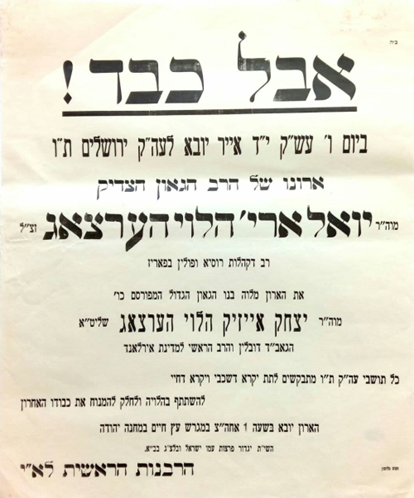 ב״ה
אבל כבד!
ביום ו׳ עש״ק י״ד אייר יובא לעה״ק ירושלים ת״ו
ארונו של הרב הגאון הצדיק
מוה״ר יואל ארי׳ הלוי הערצאג זצ״ל
רב דקהלות רוסיא ופולין בפאריז
את הארון מלוה בנו הגאון הגדול המפורסם כו׳
מוה״ר יצחק אייזיק הלוי הערצאג שליט״א
הגאב״ד דובלין והרב הראשי למדינת אירלאנד
כל תושבי עה״ק ת״ו מתבקשים לתת יקרא דשכבי ויקרא דחיי
להשתתף בהלויה ולחלק להמנוח את כבודו האחרון
הארון יובא בשעה 1 אחה״צ במגרש עץ חיים במחנה יהודה
השי״ת יגדור פרצות עמו ישראל ובלצ״ג בב״א.
הרבנות הראשית לא״י